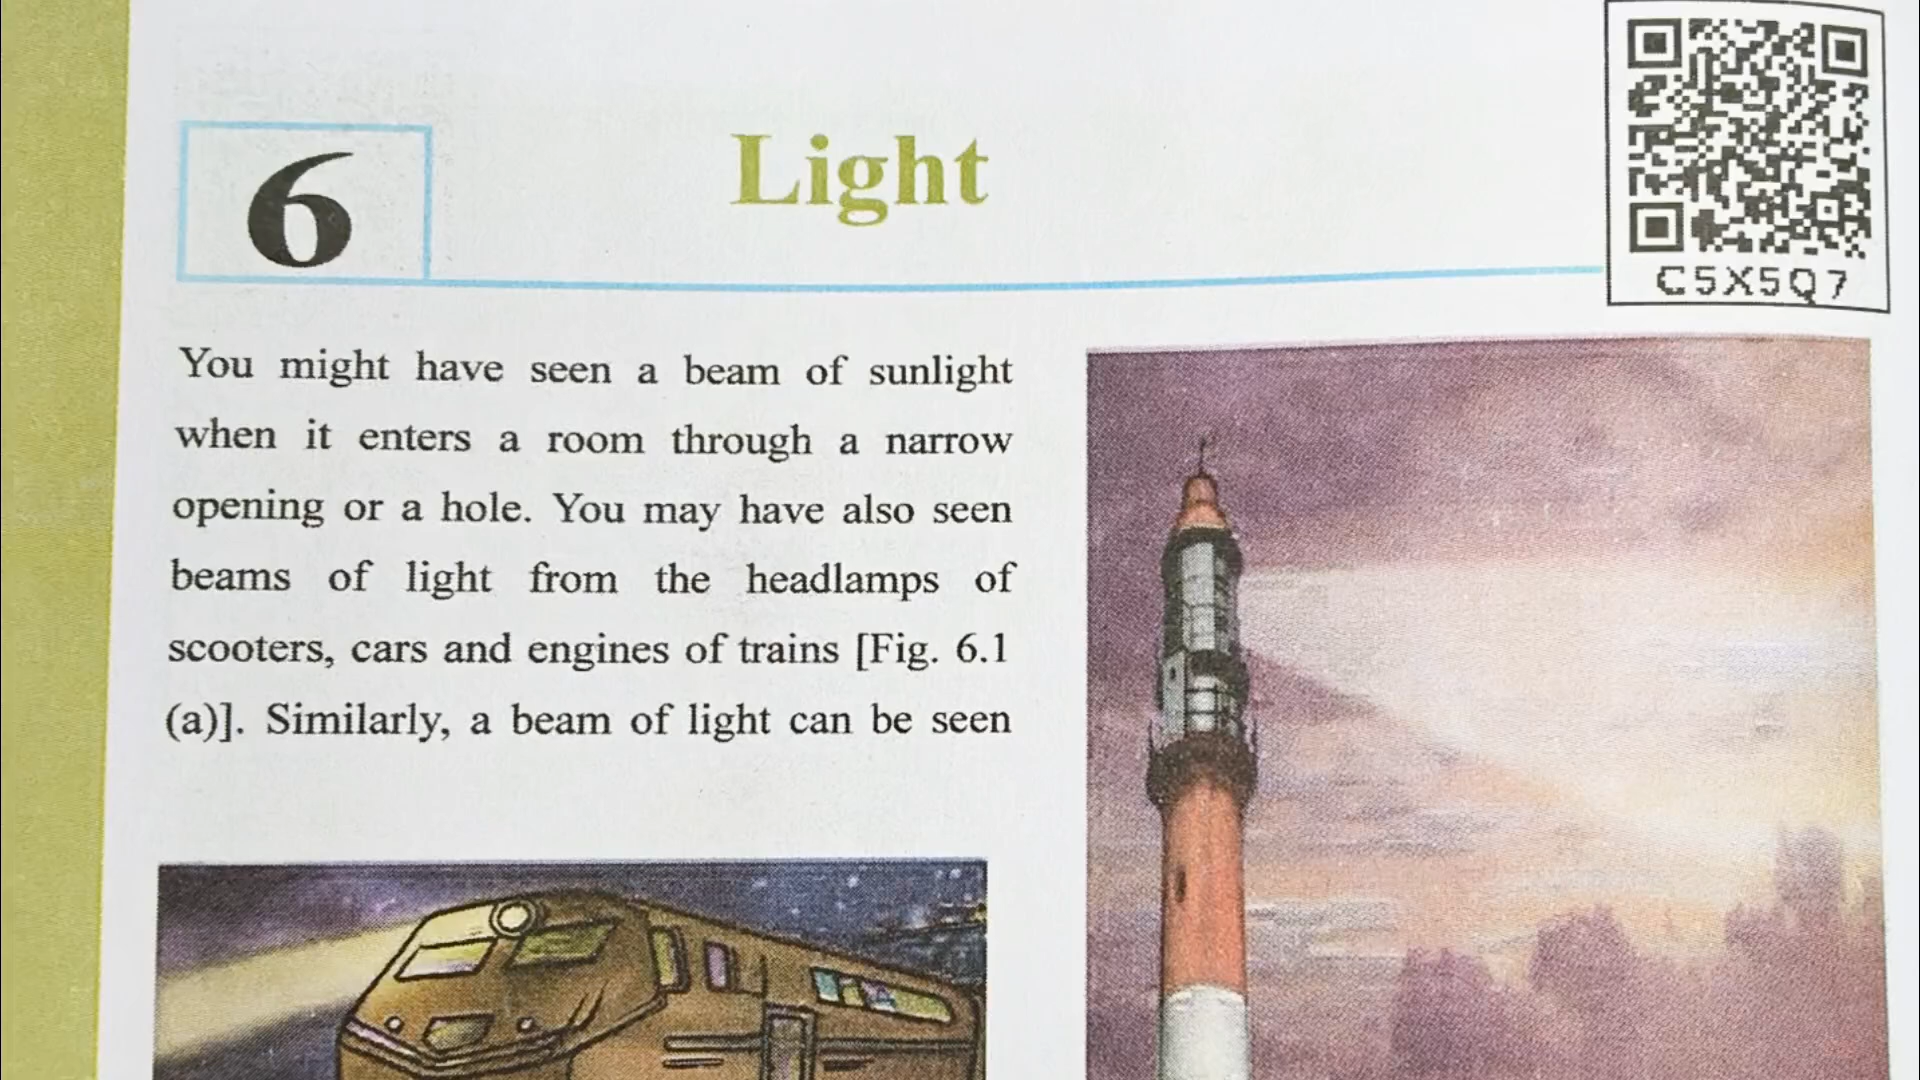 6
Light
C5X5Q7
You might have seen a beam of sunlight
when it enters a room through a narrow
opening or a hole. You may have also seen
beams of light from the headlamps of
scooters, cars and engines of trains [Fig. 6.1
(a)]. Similarly, a beam of light can be seen